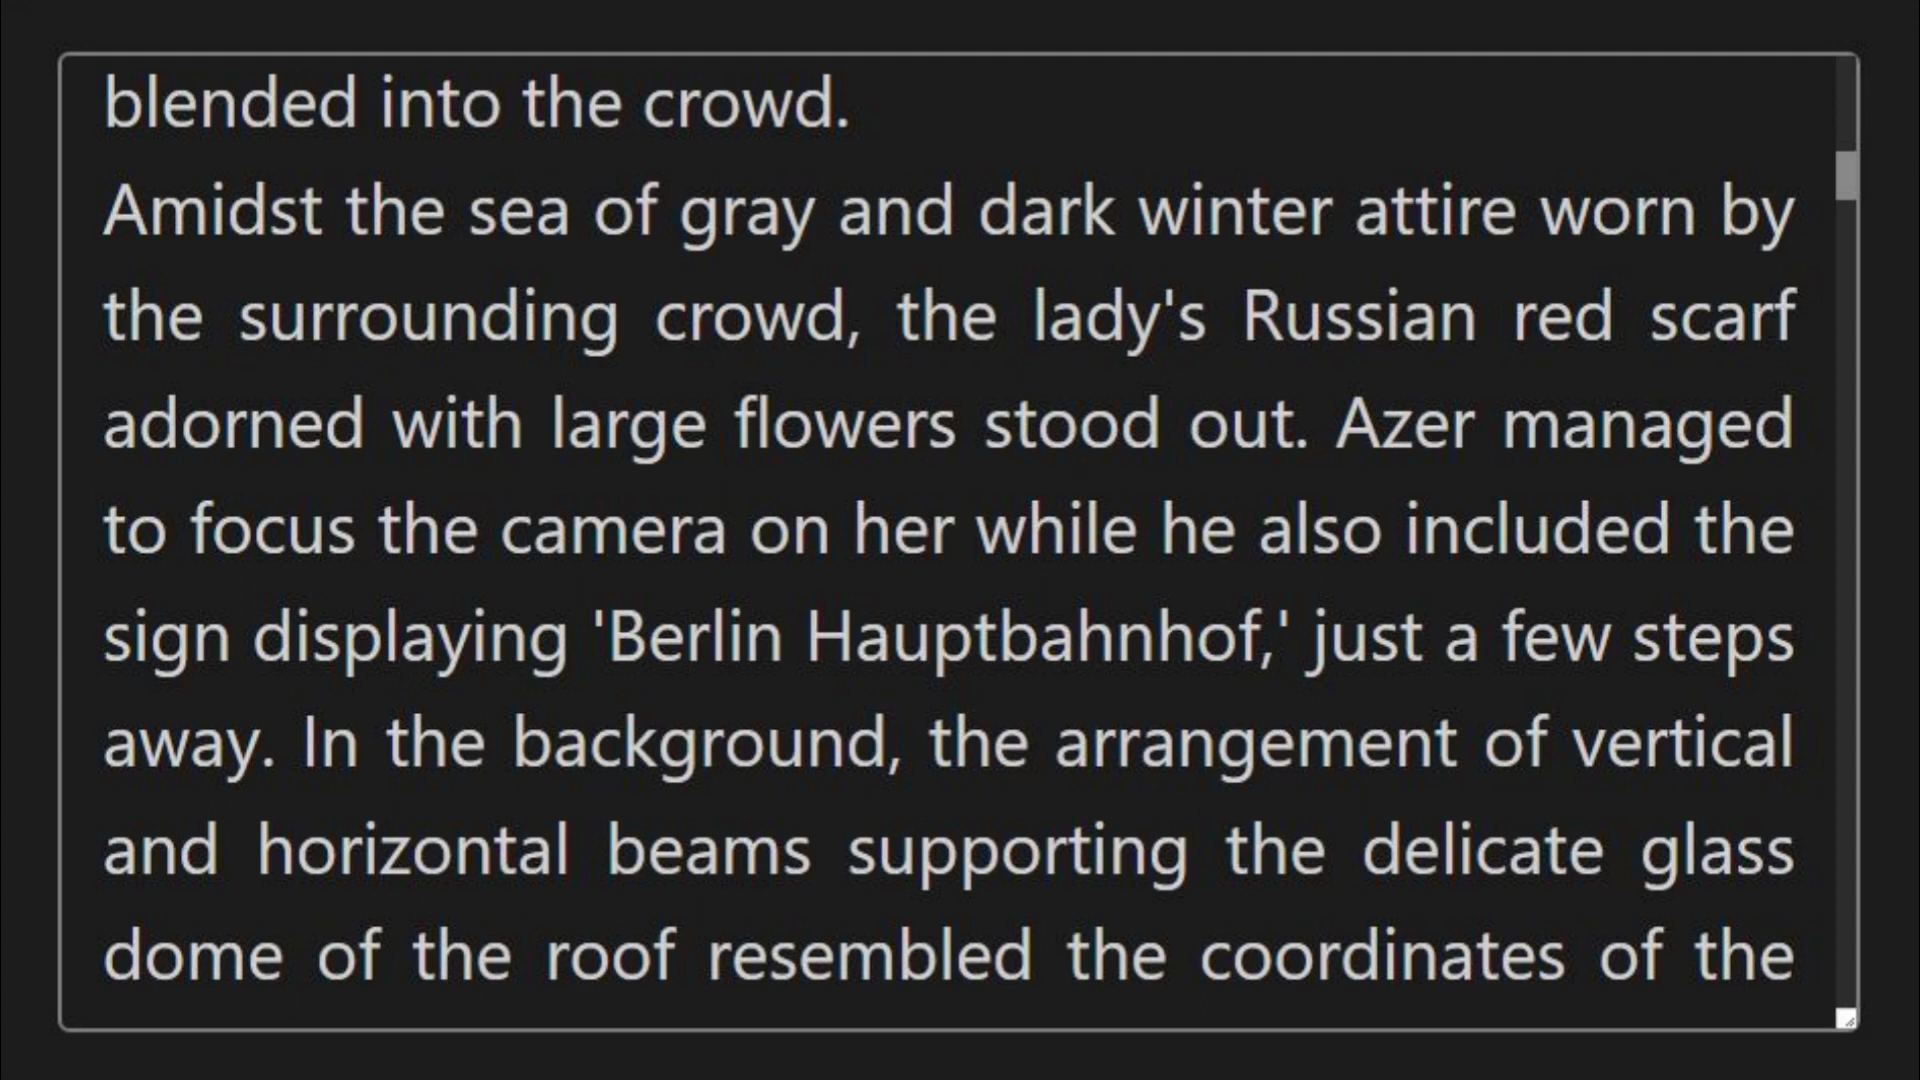 blended into the crowd.
Amidst the sea of gray and dark winter attire worn by
the surrounding crowd, the lady's Russian red scarf
adorned with large flowers stood out. Azer managed
to focus the camera on her while he also included the
sign displaying 'Berlin Hauptbahnhof,' just a few steps
away. In the background, the arrangement of vertical
and horizontal beams supporting the delicate glass
dome of the roof resembled the coordinates of the